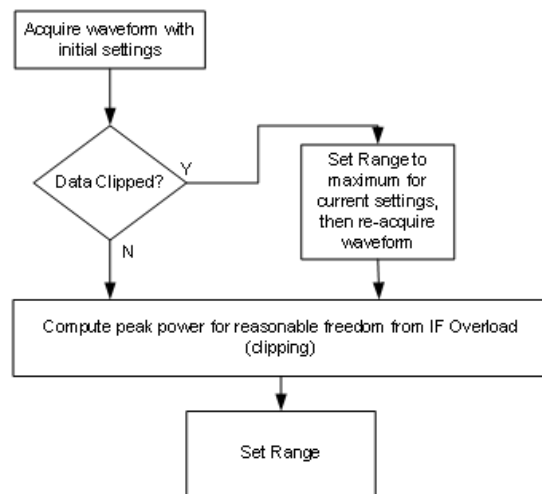 Acquire waveform with
initial settings
Data Clipped?
Y
Set Range to
maximum for
current settings,
then re-acquire
waveform
N
Compute peak power for reasonable freedom from IF Overload
(clipping)
Set Range